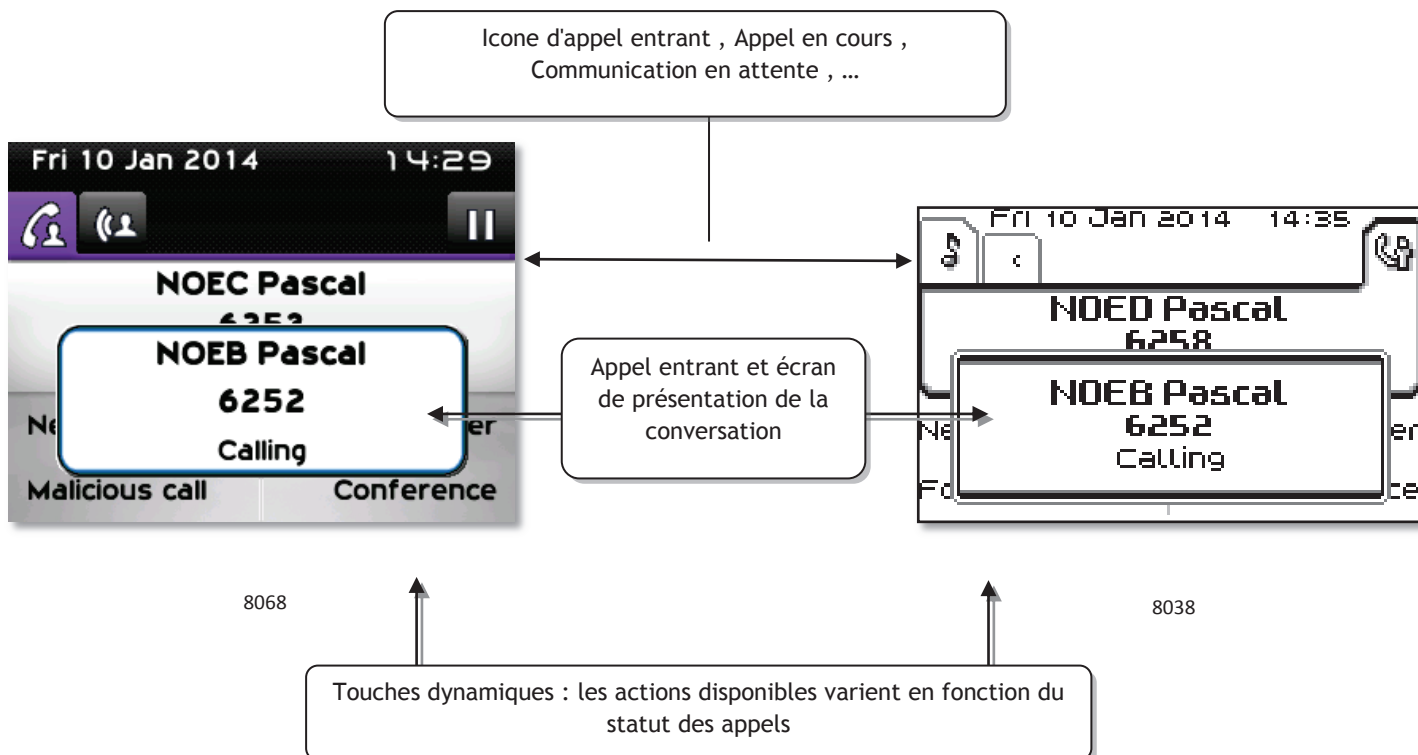 Icone d'appel entrant , Appel en cours ,
Communication en attente , …
Fri 10 Jan 2014 14:29
NOEC Pascal
NOEB Pascal
6252
Calling
Malicious call Conference
Fri 10 Jan 2014 14:35
NOED Pascal
6258
NOEB Pascal
6252
Calling
Appel entrant et écran
de présentation de la
conversation
8068
8038
Touches dynamiques : les actions disponibles varient en fonction du
statut des appels